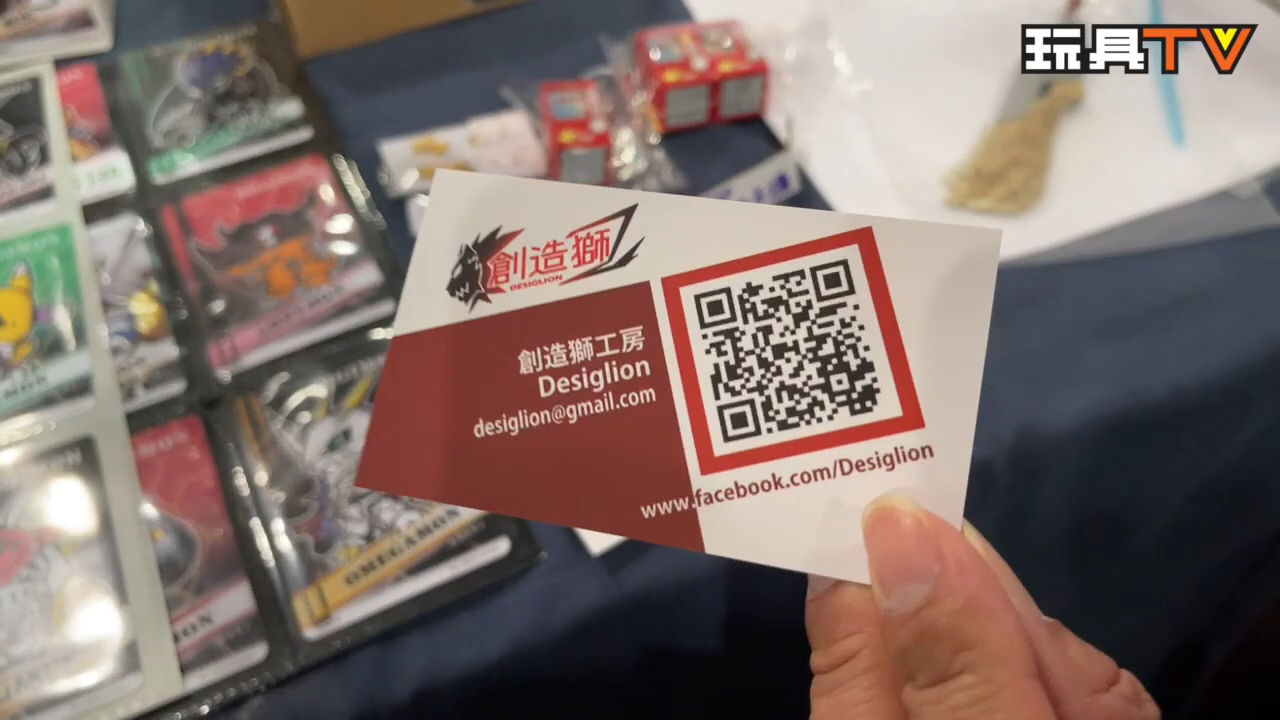 玩具TV
創造獅
DESIGLION
創造獅工房
Desiglion
desiglion@gmail.com
www.facebook.com/Desiglion
OMEGAMON